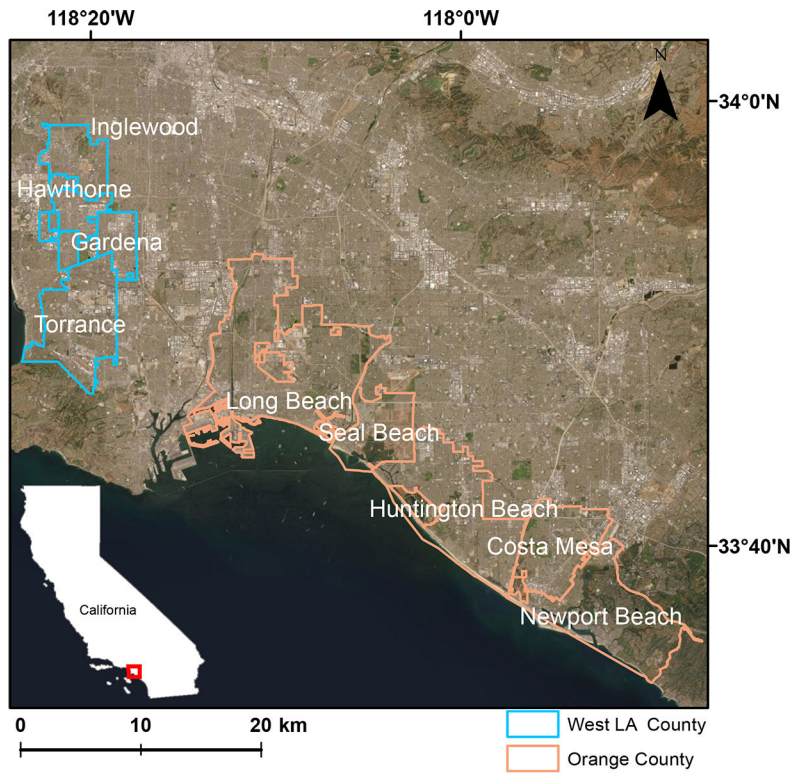 118°20'W
118°0'W
N
34°0'N
Inglewood
Hawthorne
Gardena
Torrance
Long Beach
Seal Beach
Huntington Beach
Costa Mesa
33°40'N
California
Newport Beach
0 10 20 km
West LA County
Orange County